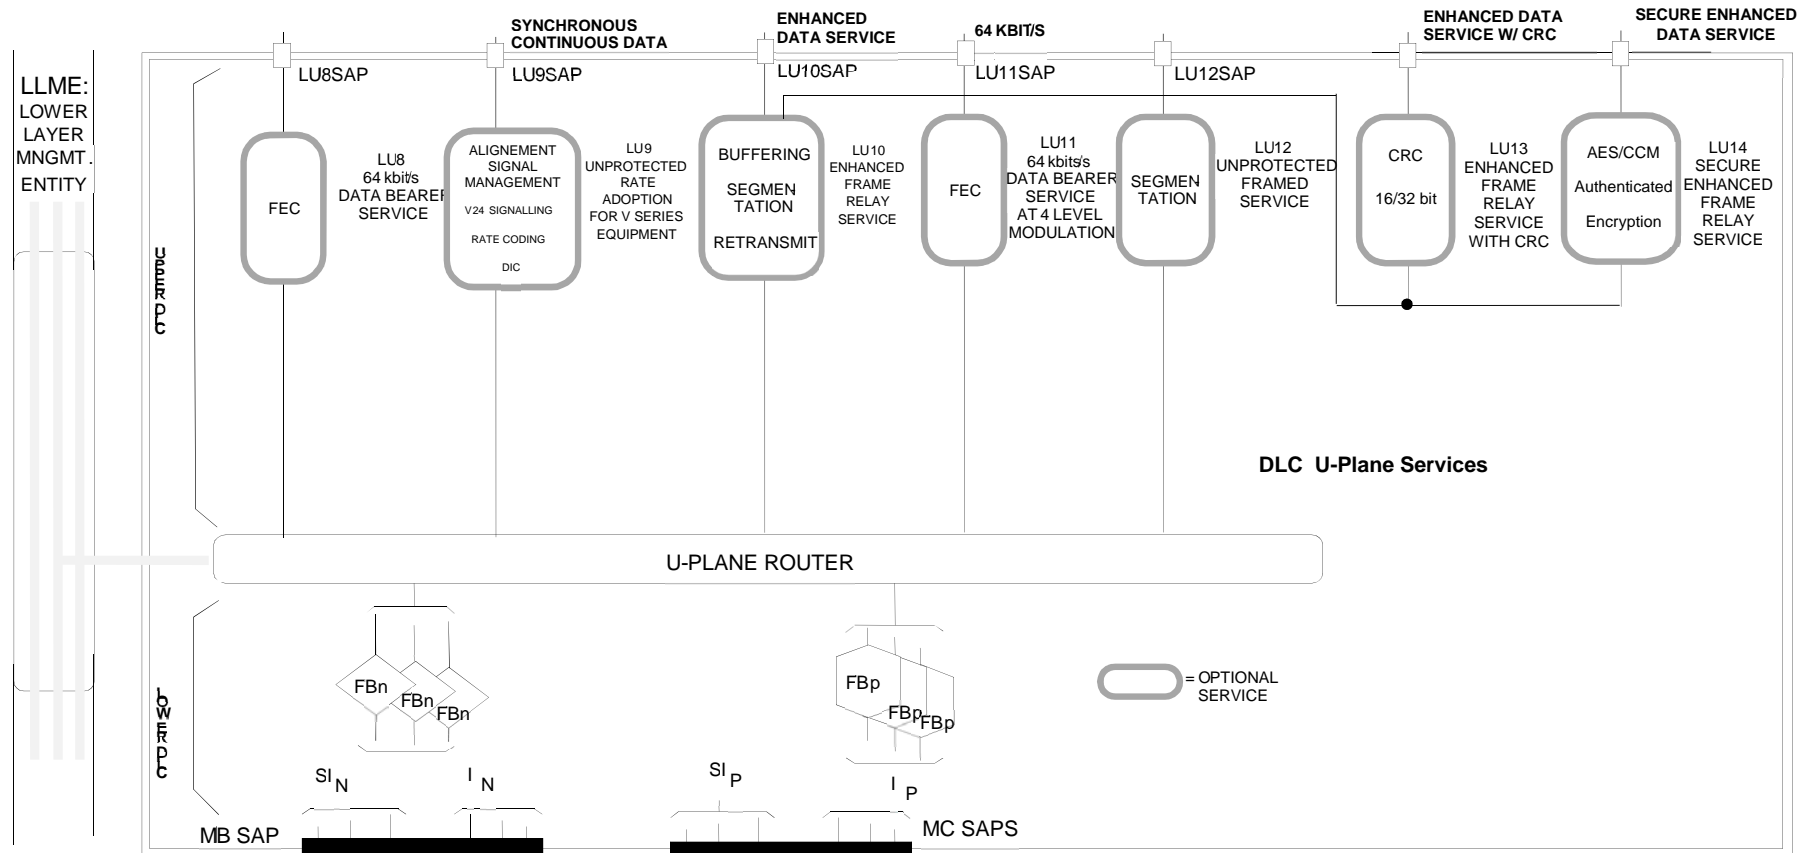 SYNCHRONOUS
CONTINUOUS DATA
ENHANCED
DATA SERVICE
64 KBIT/S
ENHANCED DATA
SERVICE W/ CRC
SECURE ENHANCED
DATA SERVICE
LU8SAP
LU9SAP
LU10SAP
LU11SAP
LU12SAP
LLME:
LOWER
LAYER
MNGMT.
ENTITY
FEC
LU8
64 kbit/s
DATA BEARER
SERVICE
ALIGNEMENT
SIGNAL
MANAGEMENT
V24 SIGNALLING
RATE CODING
DIC
LU9
UNPROTECTED
RATE
ADOPTION
FOR V SERIES
EQUIPMENT
BUFFERING
SEGMEN
TATION
RETRANSMIT
LU10
ENHANCED
FRAME
RELAY
SERVICE
FEC
LU11
64 kbits/s
DATA BEARER
SERVICE
AT 4 LEVEL
MODULATION
SEGMEN
TATION
LU12
UNPROTECTED
FRAMED
SERVICE
CRC
16/32 bit
LU13
ENHANCED
FRAME
RELAY
SERVICE
WITH CRC
AES/CCM
Authenticated
Encryption
LU14
SECURE
ENHANCED
FRAME
RELAY
SERVICE
UPPER DLC
DLC U-Plane Services
U-PLANE ROUTER
LOWER DLC
FBn
FBn
FBn
FBp
FBp
FBp
= OPTIONAL
SERVICE
SI N
I N
SI P
I P
MB SAP
MC SAPS